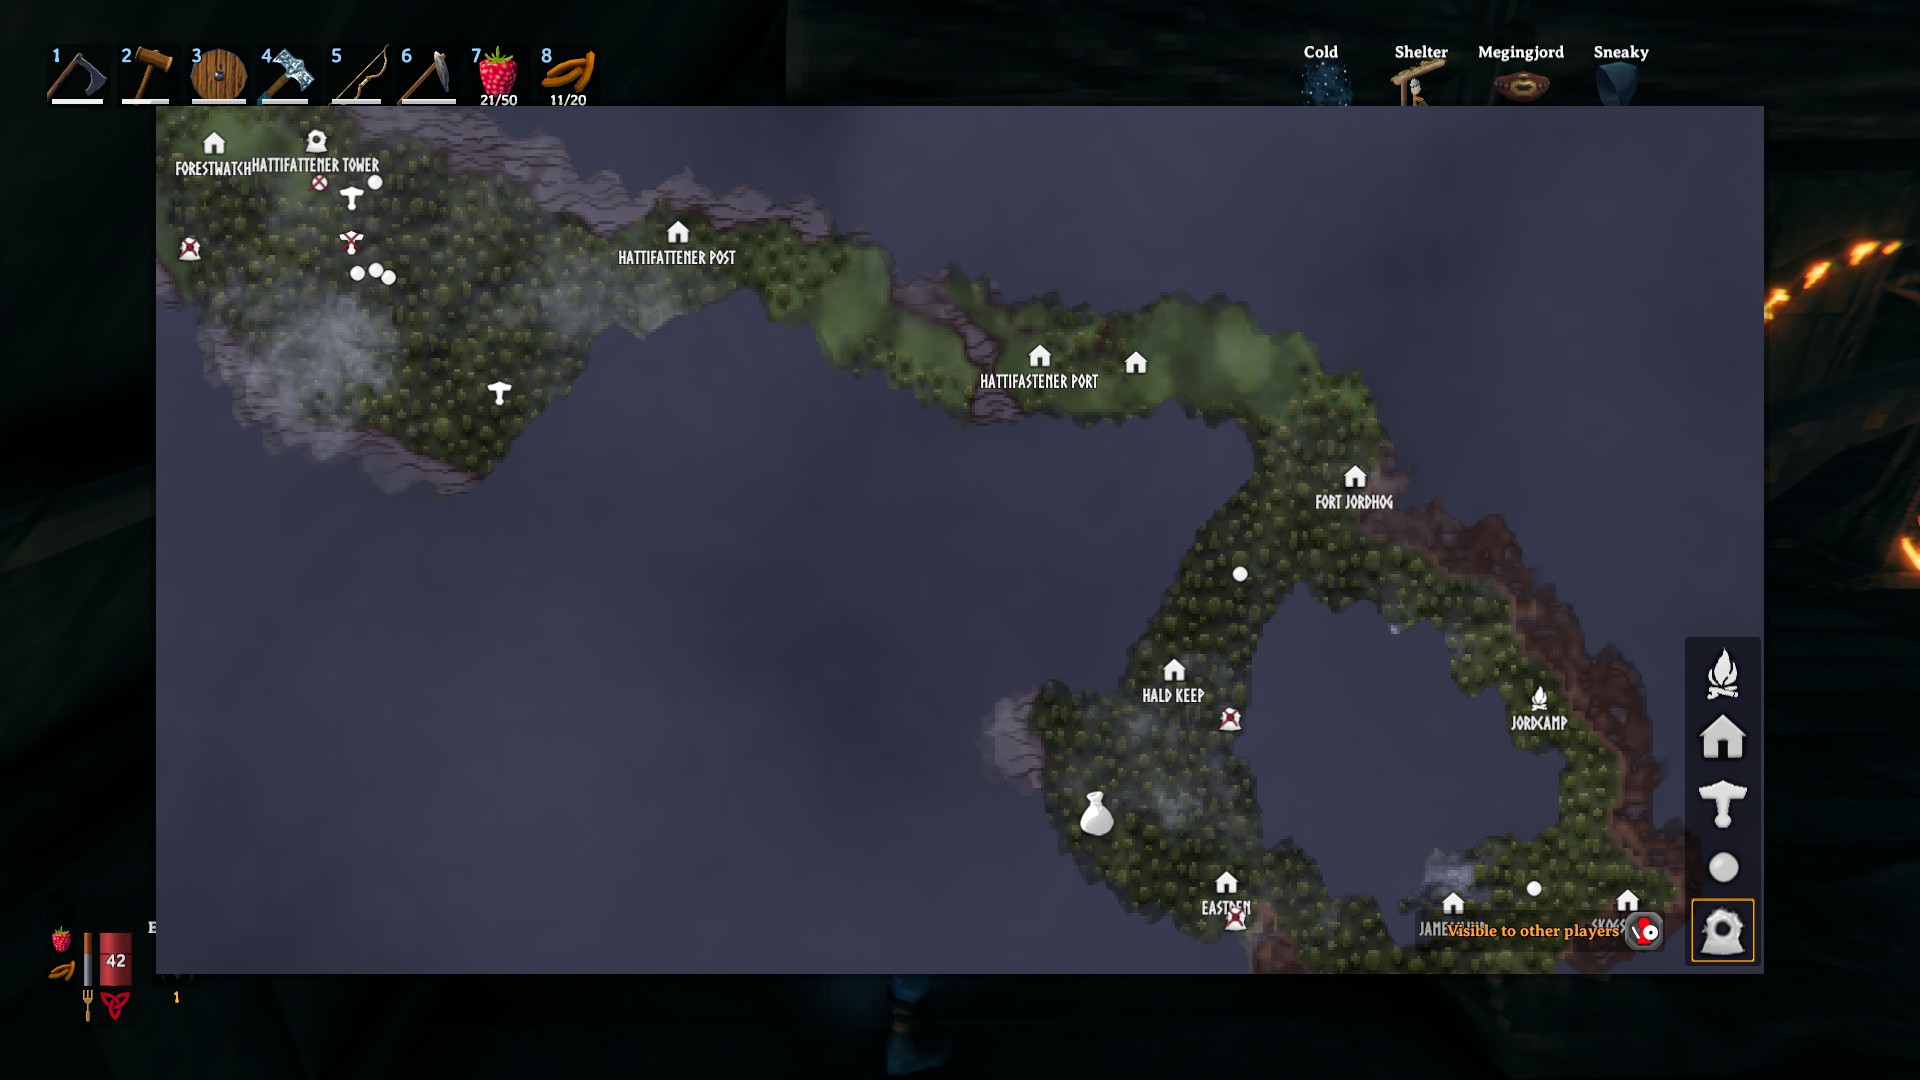 1 2 3 4 5 6 7 8
21/50 11/20
Cold Shelter Megingjord Sneaky
FORESTWATCH HATTIFATTENER TOWER
HATTIFATTENER POST
HATTIFASTENER PORT
FORT JORDHOG
HALD KEEP
JORDCAMP
EASTDEN
Visible to other players
42
1